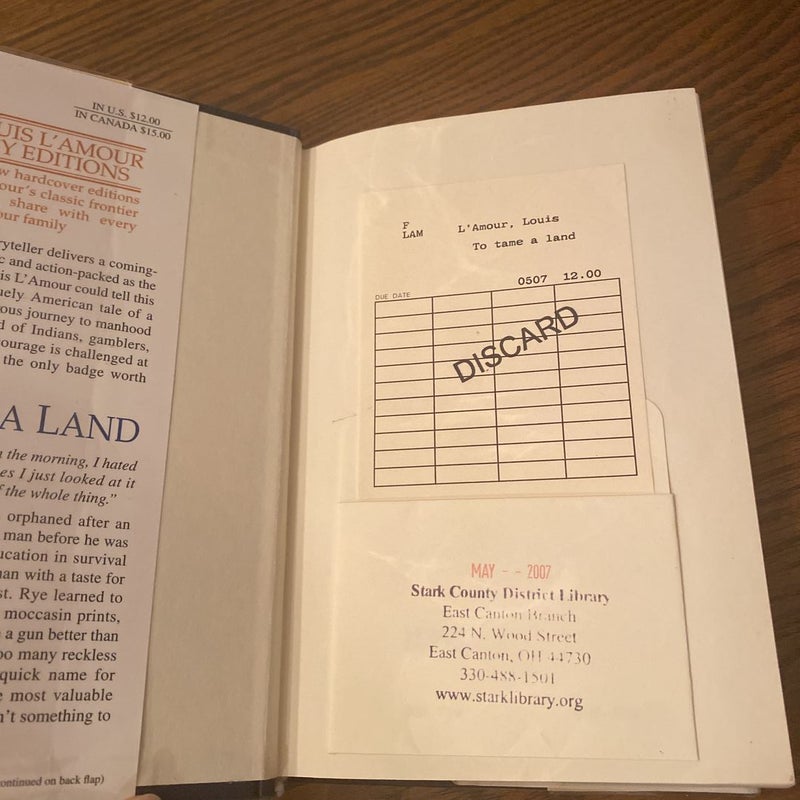 IN U.S. $12.00
IN CANADA $15.00
UIS L'AMOUR
Y EDITIONS
w hardcover editions
our's classic frontier
share with every
our family
ryteller delivers a coming-
c and action-packed as the
is L'Amour could tell this
uely American tale of a
rous journey to manhood
d of Indians, gamblers,
ourage is challenged at
the only badge worth
A LAND
n the morning, I hated
es I just looked at it
f the whole thing."
orphaned after an
man before he was
ucation in survival
an with a taste for
st. Rye learned to
moccasin prints,
a gun better than
oo many reckless
quick name for
e most valuable
n't something to
ontinued on back flap)
F
LAM
L'Amour, Louis
To tame a land
0507 12.00
DUE DATE
DISCARD
MAY - - 2007
Stark County District Library
East Canton Branch
224 N. Wood Street
East Canton, OH 44730
330-488-1501
www.starklibrary.org